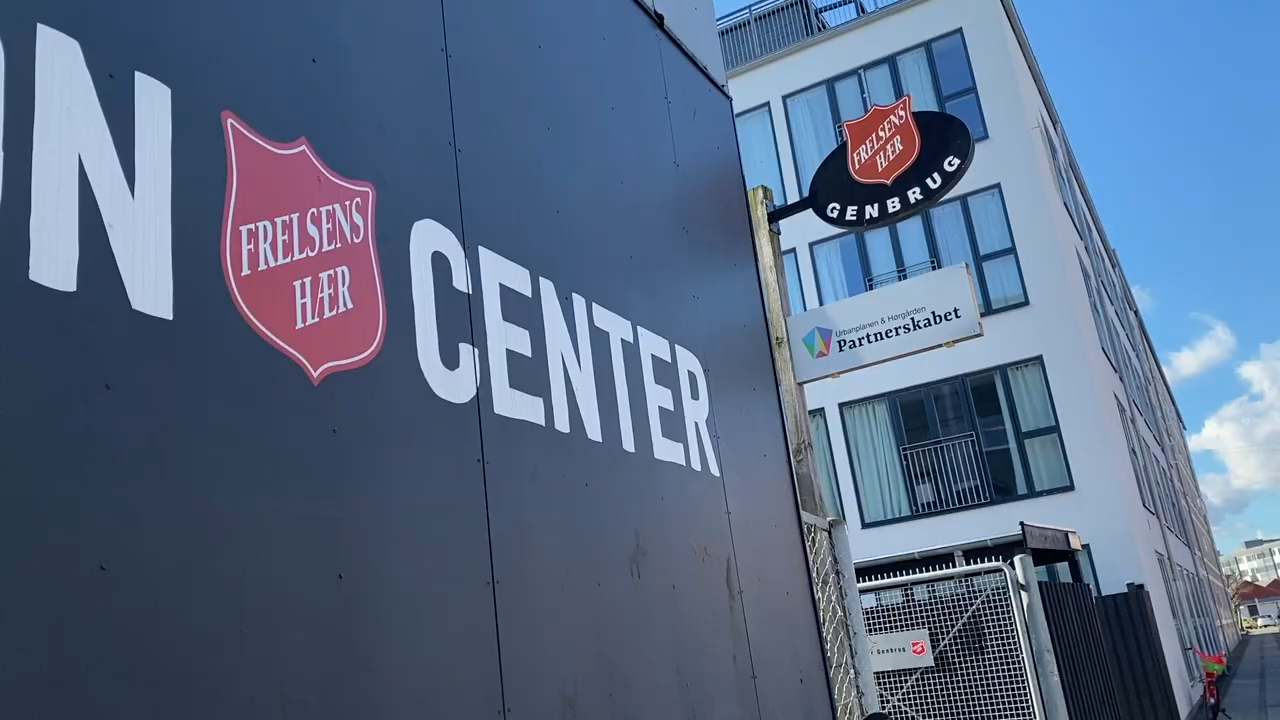 N
FRELSENS
HÆR
CENTER
FRELSENS
HÆR
GENBRUG
Urbanplanen & Hørgården
Partnerskabet
Genbrug